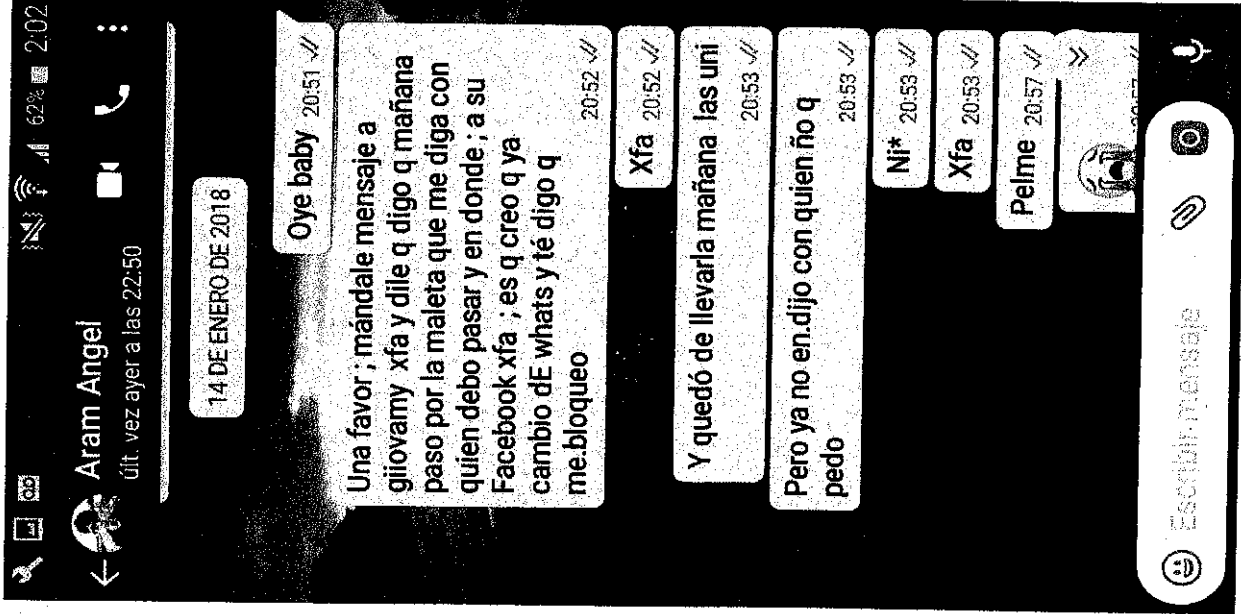 62% 2:02
Aram Angel
últ. vez ayer a las 22:50
14 DE ENERO DE 2018
Oye baby 20:51
Una favor ; mándale mensaje a
giiovamy xfa y dile q digo q mañana
paso por la maleta que me diga con
quien debo pasar y en donde ; a su
Facebook xfa ; es q creo q ya
cambio dE whats y té digo q
me.bloqueo 20:52
Xfa 20:52
Y quedó de llevarla mañana las uni
20:53
Pero ya no en.dijo con quien ño q
pedo 20:53
Ni* 20:53
Xfa 20:53
Pelme 20:57
20:57
Escribir mensaje